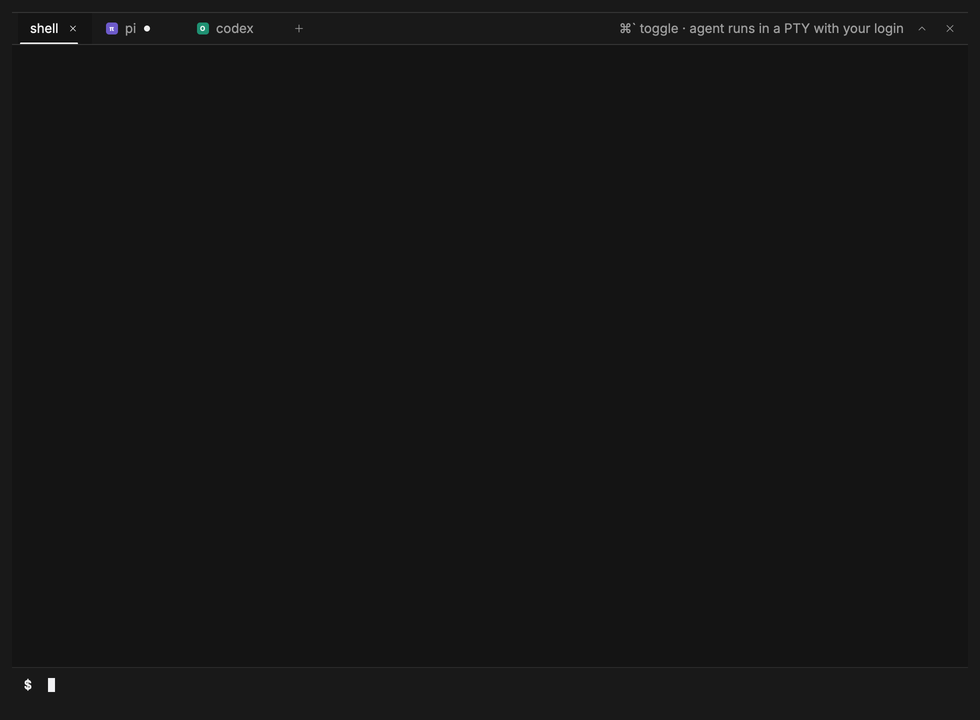 shell × π pi ● O codex + ⌘` toggle · agent runs in a PTY with your login
$